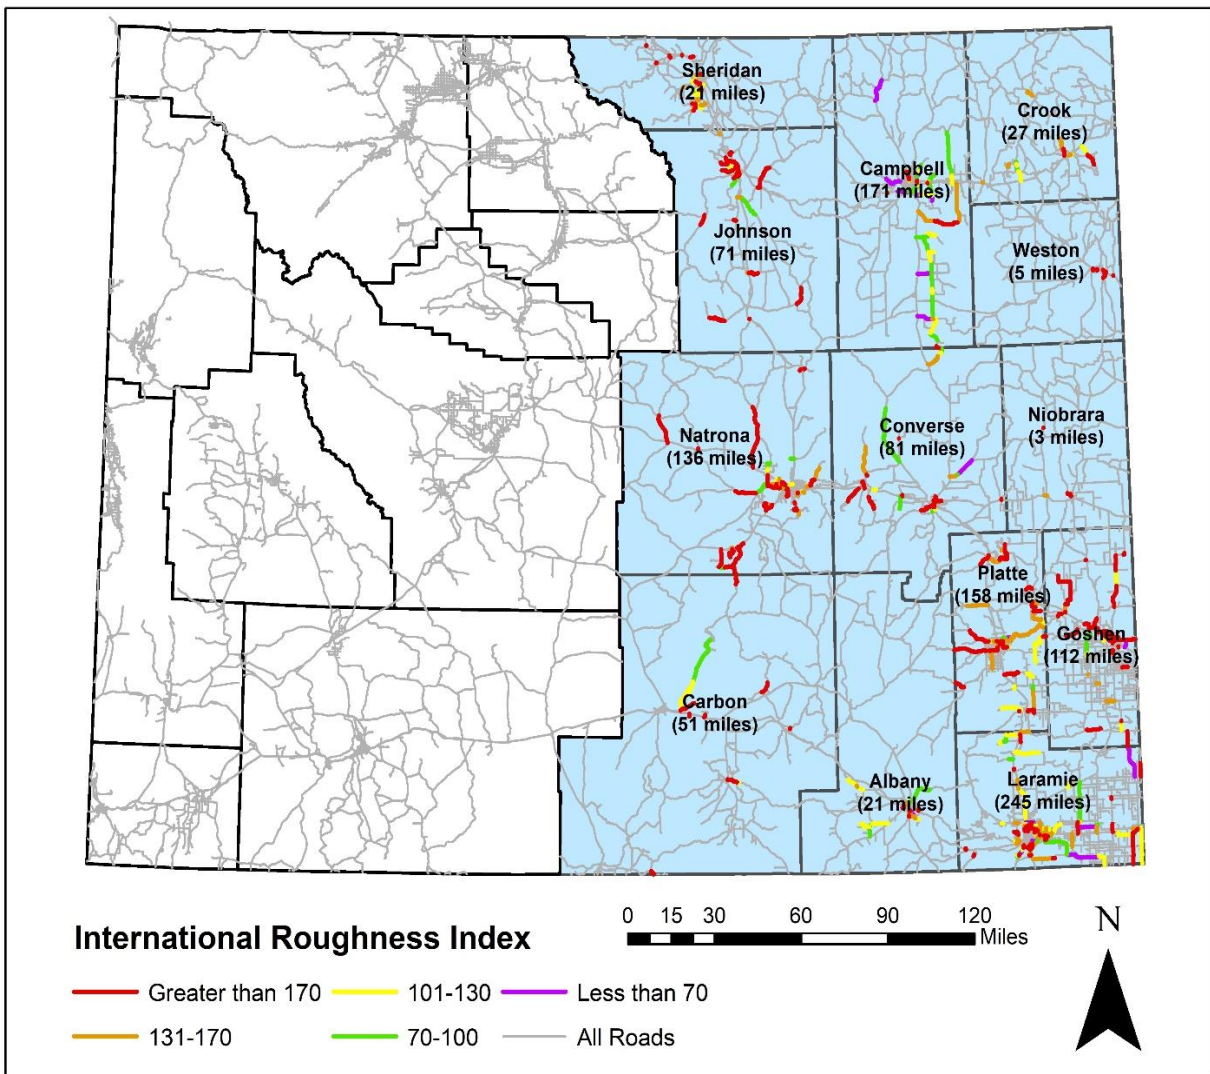 Sheridan
(21 miles)
Crook
(27 miles)
Campbell
(171 miles)
Johnson
(71 miles)
Weston
(5 miles)
Natrona
(136 miles)
Converse
(81 miles)
Niobrara
(3 miles)
Platte
(158 miles)
Goshen
(112 miles)
Carbon
(51 miles)
Albany
(21 miles)
Laramie
(245 miles)
0 15 30 60 90 120
Miles
N
International Roughness Index
Greater than 170 101-130 Less than 70
131-170 70-100 All Roads